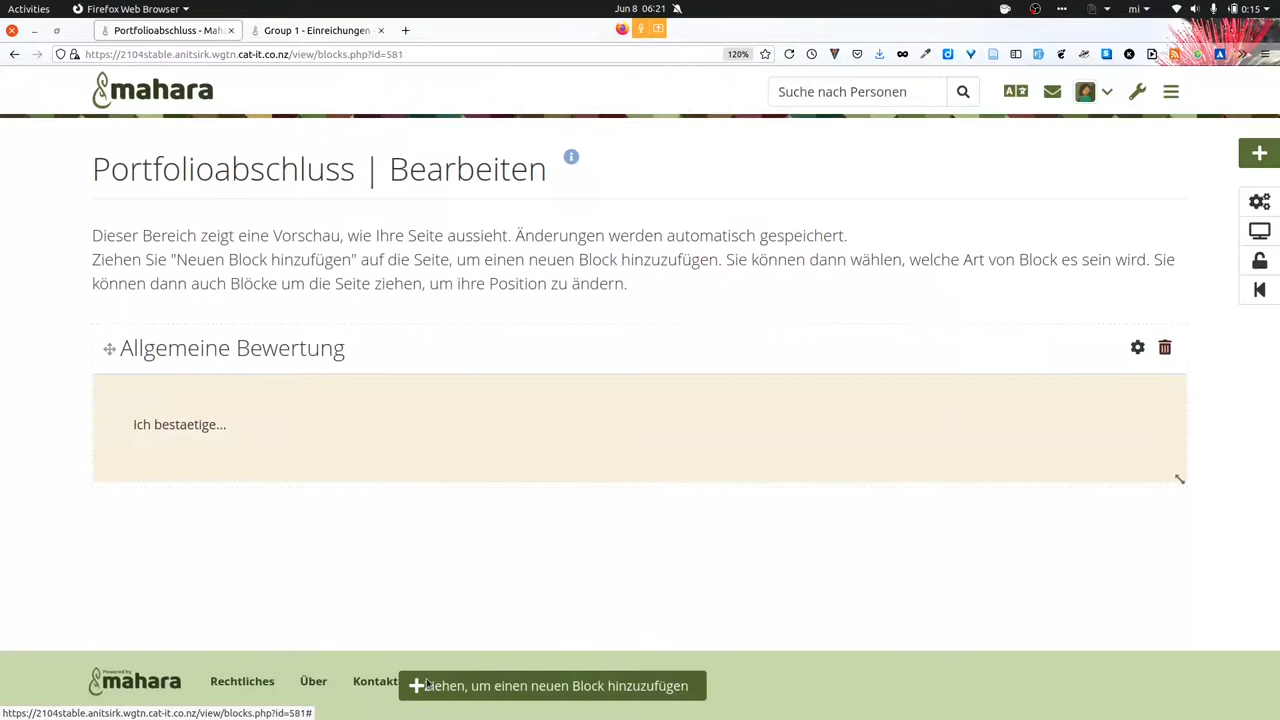 Activities
Firefox Web Browser
Jun 8 06:21
mi
0:15
Portfolioabschluss - Mah
Group 1 - Einreichungen
https://2104stable.anitsirk.wgtn.cat-it.co.nz/view/blocks.php?id=581
120%
mahara
Suche nach Personen
Portfolioabschluss | Bearbeiten
Dieser Bereich zeigt eine Vorschau, wie Ihre Seite aussieht. Änderungen werden automatisch gespeichert.
Ziehen Sie "Neuen Block hinzufügen" auf die Seite, um einen neuen Block hinzuzufügen. Sie können dann wählen, welche Art von Block es sein wird. Sie
können dann auch Blöcke um die Seite ziehen, um ihre Position zu ändern.
Allgemeine Bewertung
Ich bestaetige...
Powered by
mahara
Rechtliches
Über
Kontakt
Ziehen, um einen neuen Block hinzuzufügen
https://2104stable.anitsirk.wgtn.cat-it.co.nz/view/blocks.php?id=581#